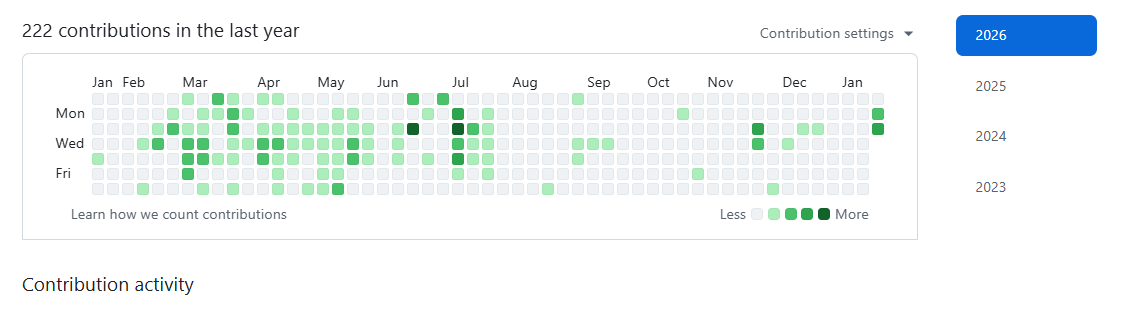 222 contributions in the last year
Contribution settings
2026
2025
2024
2023
Jan Feb Mar Apr May Jun Jul Aug Sep Oct Nov Dec Jan
Mon
Wed
Fri
Learn how we count contributions
Less More
Contribution activity